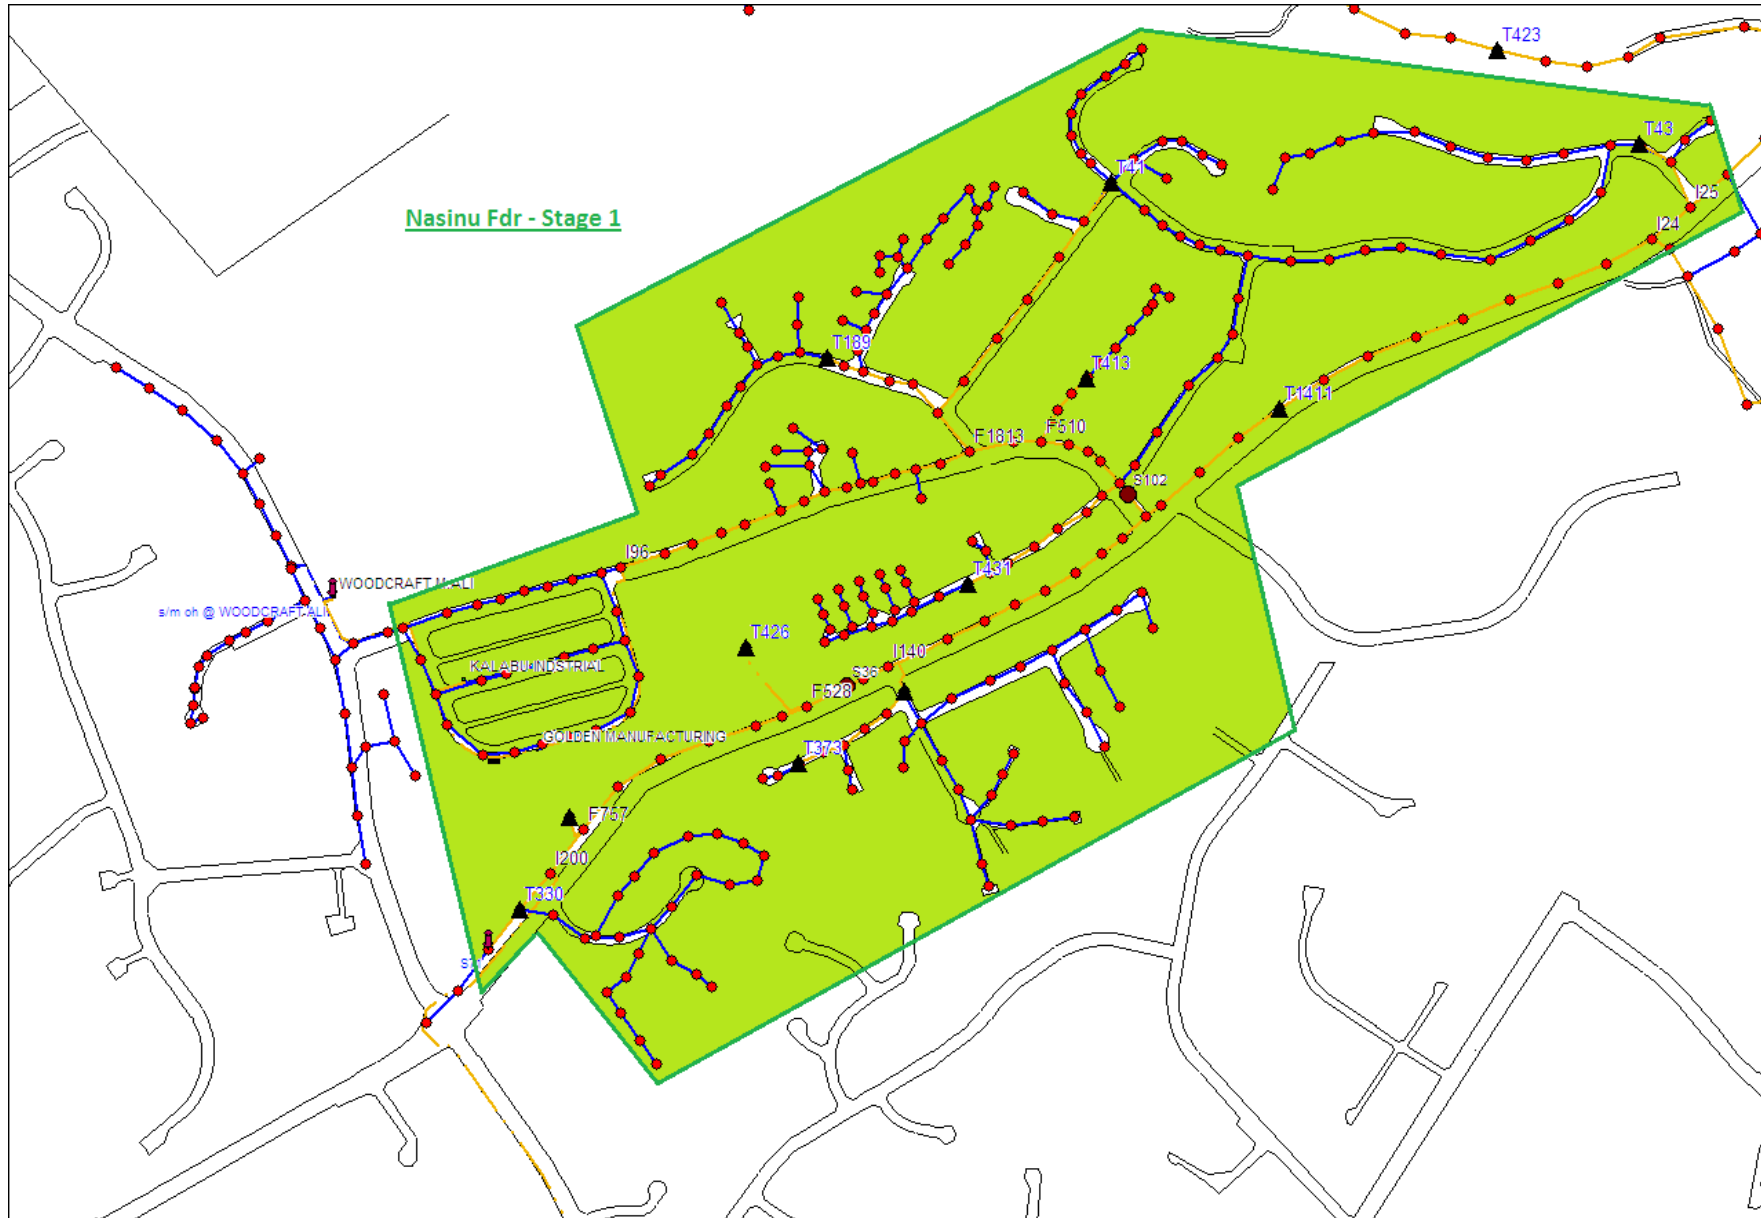 T423
T43
T41
I25
Nasinu Fdr - Stage 1
I24
T189
T413
T1411
F510
F1813
S102
I96
WOODCRAFT M.ALI
T431
s/m oh @ WOODCRAFT ALI
T426
I140
KALABU INDSTRIAL
S36
F528
GOLDEN MANUFACTURING
T373
F757
I200
T330